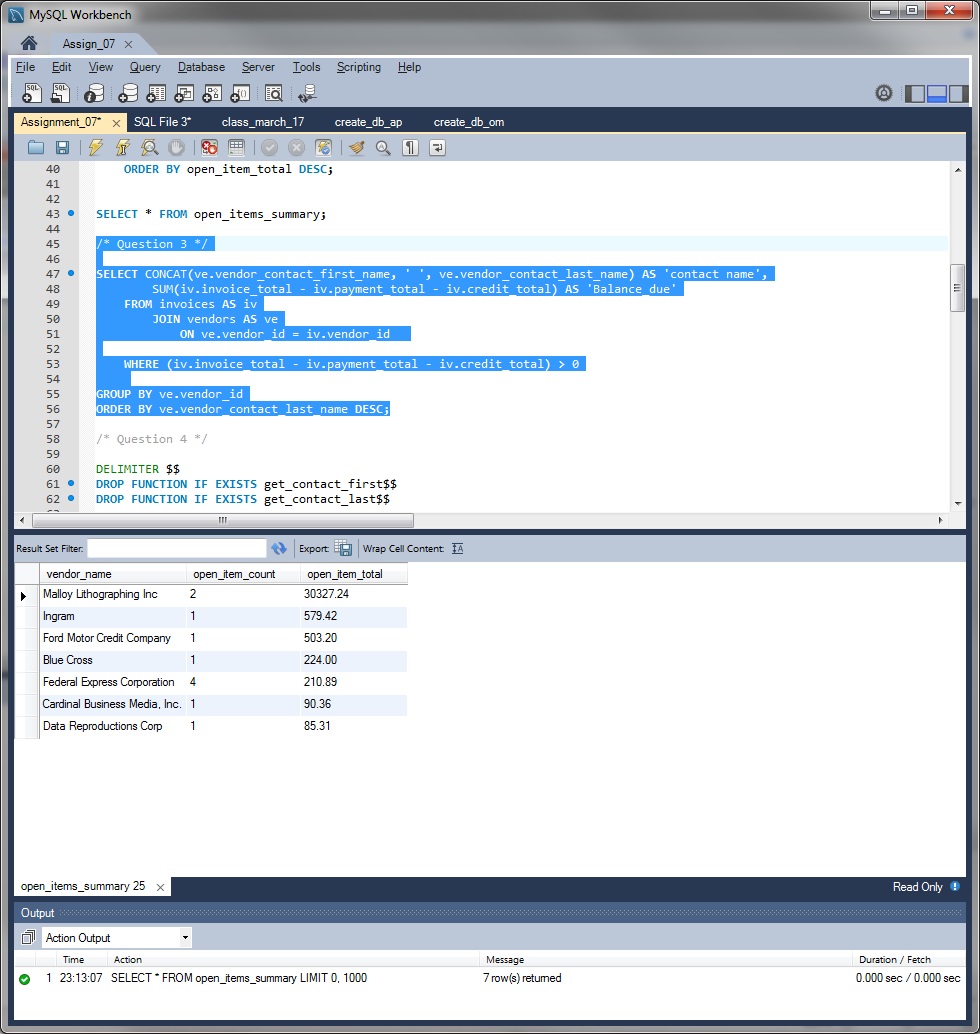 MySQL Workbench
Assign_07
File Edit View Query Database Server Tools Scripting Help
Assignment_07* SQL File 3* class_march_17 create_db_ap create_db_om
40 ORDER BY open_item_total DESC;
41
42
43 SELECT * FROM open_items_summary;
44
45 /* Question 3 */
46
47 SELECT CONCAT(ve.vendor_contact_first_name, ' ', ve.vendor_contact_last_name) AS 'contact name',
48 SUM(iv.invoice_total - iv.payment_total - iv.credit_total) AS 'Balance_due'
49 FROM invoices AS iv
50 JOIN vendors AS ve
51 ON ve.vendor_id = iv.vendor_id
52
53 WHERE (iv.invoice_total - iv.payment_total - iv.credit_total) > 0
54
55 GROUP BY ve.vendor_id
56 ORDER BY ve.vendor_contact_last_name DESC;
57
58 /* Question 4 */
59
60 DELIMITER $$
61 DROP FUNCTION IF EXISTS get_contact_first$$
62 DROP FUNCTION IF EXISTS get_contact_last$$
Result Set Filter: Export: Wrap Cell Content:
vendor_name open_item_count open_item_total
Malloy Lithographing Inc 2 30327.24
Ingram 1 579.42
Ford Motor Credit Company 1 503.20
Blue Cross 1 224.00
Federal Express Corporation 4 210.89
Cardinal Business Media, Inc. 1 90.36
Data Reproductions Corp 1 85.31
open_items_summary 25 Read Only
Output
Action Output
Time Action Message Duration / Fetch
1 23:13:07 SELECT * FROM open_items_summary LIMIT 0, 1000 7 row(s) returned 0.000 sec / 0.000 sec